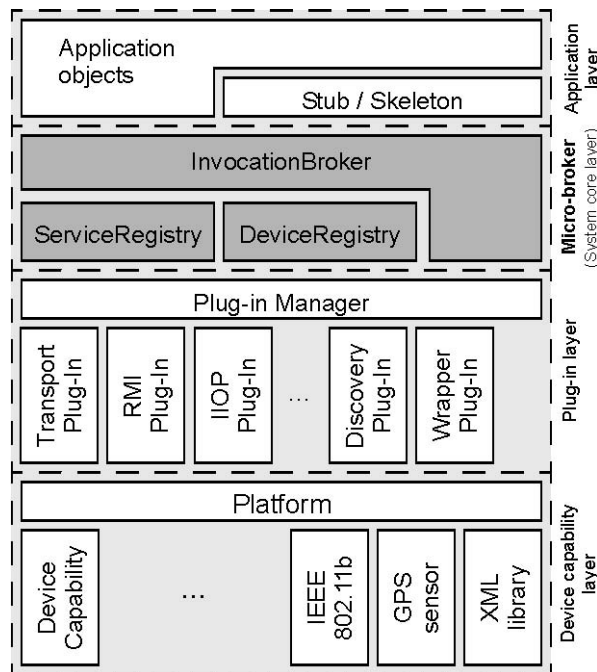 Application
objects
Stub / Skeleton
Application
layer
InvocationBroker
ServiceRegistry
DeviceRegistry
Micro-broker
(System core layer)
Plug-in Manager
Transport
Plug-In
RMI
Plug-In
IIOP
Plug-In
...
Discovery
Plug-In
Wrapper
Plug-In
Plug-in layer
Platform
Device
Capability
...
IEEE
802.11b
GPS
sensor
XML
library
Device capability
layer